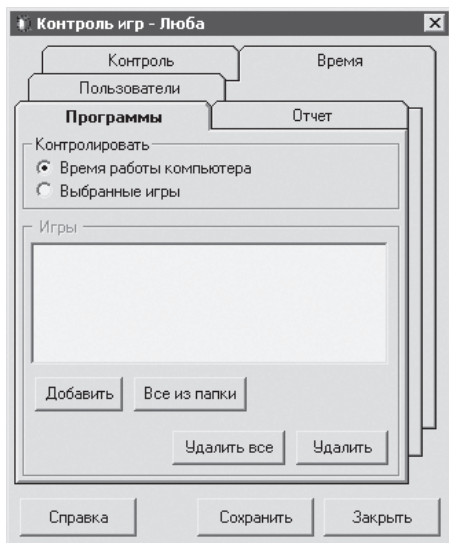 Контроль игр - Люба
Контроль Время
Пользователи
Программы Отчет
Контролировать
Время работы компьютера
Выбранные игры
Игры
Добавить Все из папки
Удалить все Удалить
Справка Сохранить Закрыть